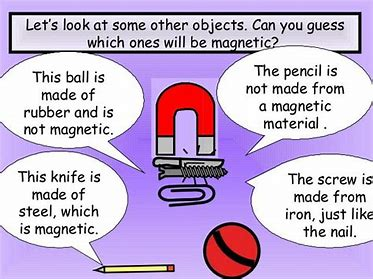 Let's look at some other objects. Can you guess
which ones will be magnetic?
This ball is
made of
rubber and is
not magnetic.
The pencil is
not made from
a magnetic
material .
This knife is
made of
steel, which
is magnetic.
The screw is
made from
iron, just like
the nail.